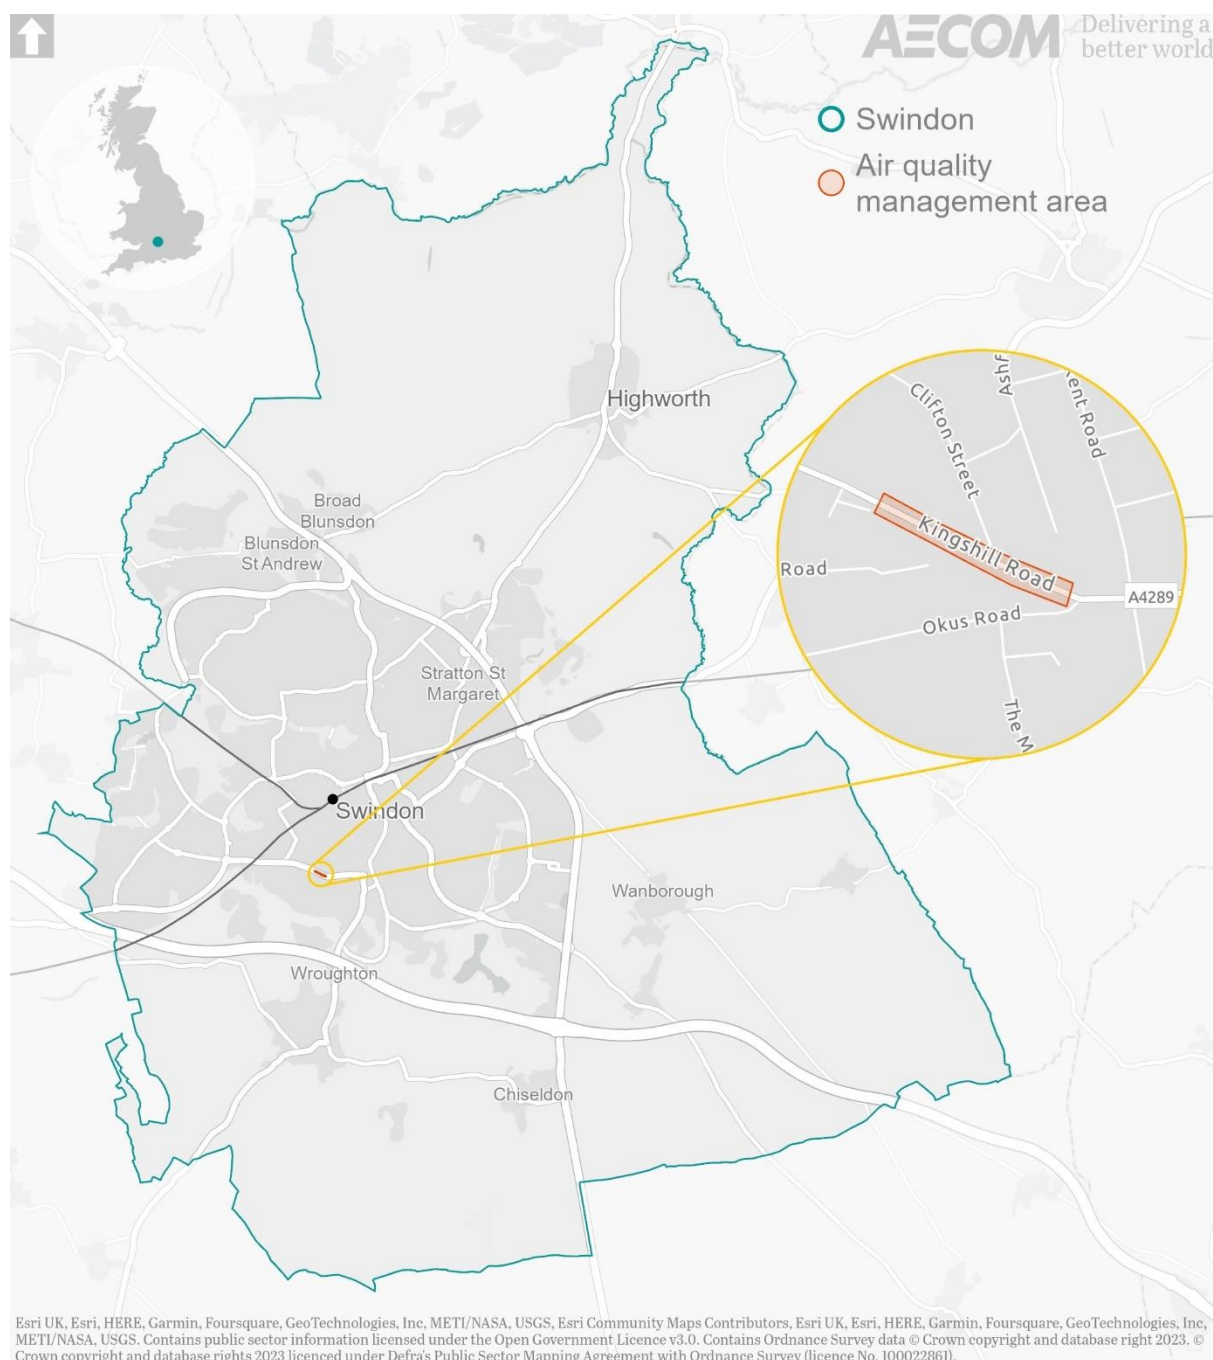 AECOM
Delivering a
better world
Swindon
Air quality
management area
Highworth
Broad
Blunsdon
Blunsdon
St Andrew
Stratton St
Margaret
Swindon
Wanborough
Wroughton
Chiseldon
Clifton Street
Kingshill Road
Road
Okus Road
A4289
Esri UK, Esri, HERE, Garmin, Foursquare, GeoTechnologies, Inc, METI/NASA, USGS, Esri Community Maps Contributors, Esri UK, Esri, HERE, Garmin, Foursquare, GeoTechnologies, Inc,
METI/NASA, USGS. Contains public sector information licensed under the Open Government Licence v3.0. Contains Ordnance Survey data © Crown copyright and database right 2023. ©
Crown copyright and database rights 2023 licenced under Defra's Public Sector Mapping Agreement with Ordnance Survey (licence No. 100022861).